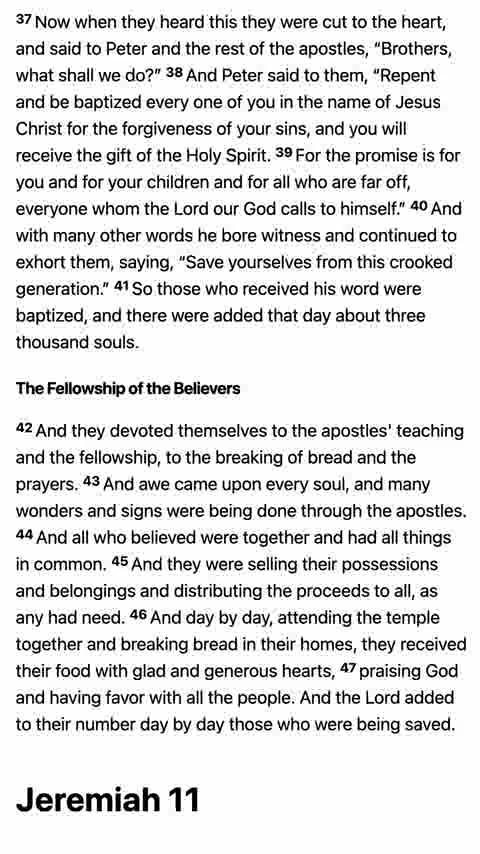 37 Now when they heard this they were cut to the heart,
and said to Peter and the rest of the apostles, “Brothers,
what shall we do?” 38 And Peter said to them, “Repent
and be baptized every one of you in the name of Jesus
Christ for the forgiveness of your sins, and you will
receive the gift of the Holy Spirit. 39 For the promise is for
you and for your children and for all who are far off,
everyone whom the Lord our God calls to himself.” 40 And
with many other words he bore witness and continued to
exhort them, saying, “Save yourselves from this crooked
generation.” 41 So those who received his word were
baptized, and there were added that day about three
thousand souls.
The Fellowship of the Believers
42 And they devoted themselves to the apostles' teaching
and the fellowship, to the breaking of bread and the
prayers. 43 And awe came upon every soul, and many
wonders and signs were being done through the apostles.
44 And all who believed were together and had all things
in common. 45 And they were selling their possessions
and belongings and distributing the proceeds to all, as
any had need. 46 And day by day, attending the temple
together and breaking bread in their homes, they received
their food with glad and generous hearts, 47 praising God
and having favor with all the people. And the Lord added
to their number day by day those who were being saved.
Jeremiah 11